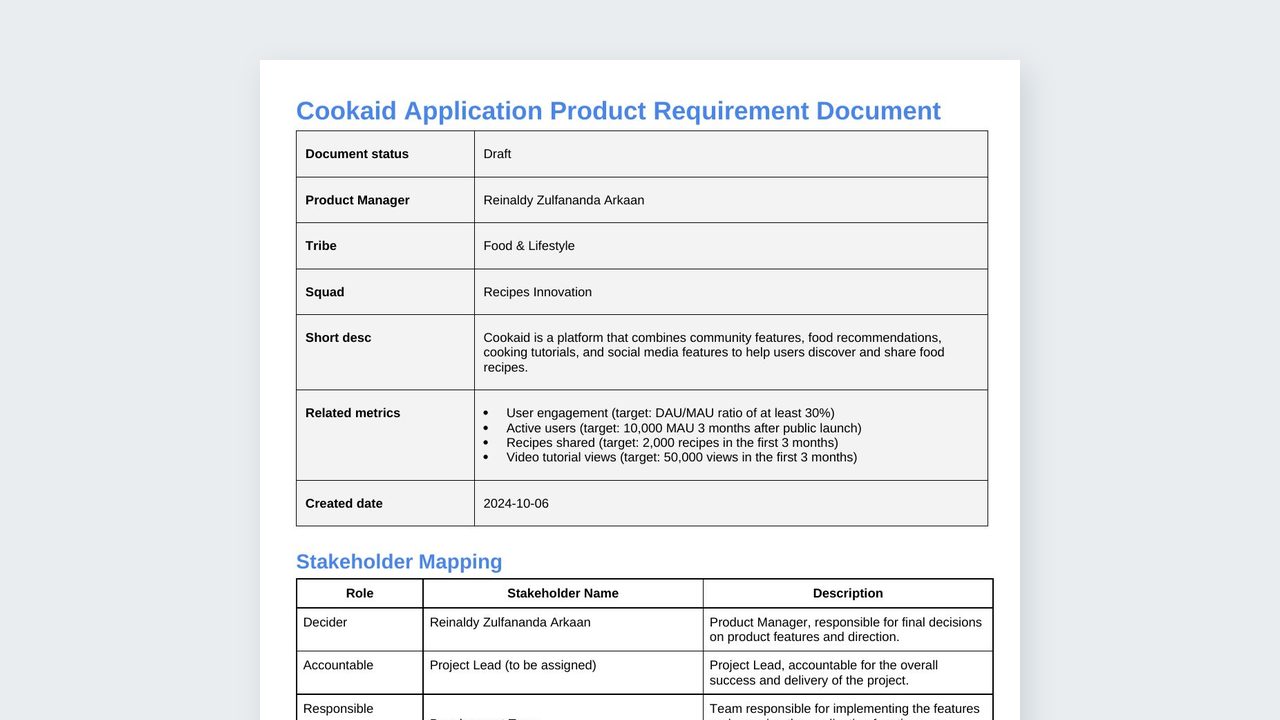 Cookaid Application Product Requirement Document
Document status
Draft
Product Manager
Reinaldy Zulfananda Arkaan
Tribe
Food & Lifestyle
Squad
Recipes Innovation
Short desc
Cookaid is a platform that combines community features, food recommendations,
cooking tutorials, and social media features to help users discover and share food
recipes.
Related metrics
• User engagement (target: DAU/MAU ratio of at least 30%)
• Active users (target: 10,000 MAU 3 months after public launch)
• Recipes shared (target: 2,000 recipes in the first 3 months)
• Video tutorial views (target: 50,000 views in the first 3 months)
Created date
2024-10-06
Stakeholder Mapping
Role
Stakeholder Name
Description
Decider
Reinaldy Zulfananda Arkaan
Product Manager, responsible for final decisions
on product features and direction.
Accountable
Project Lead (to be assigned)
Project Lead, accountable for the overall
success and delivery of the project.
Responsible
Team responsible for implementing the features